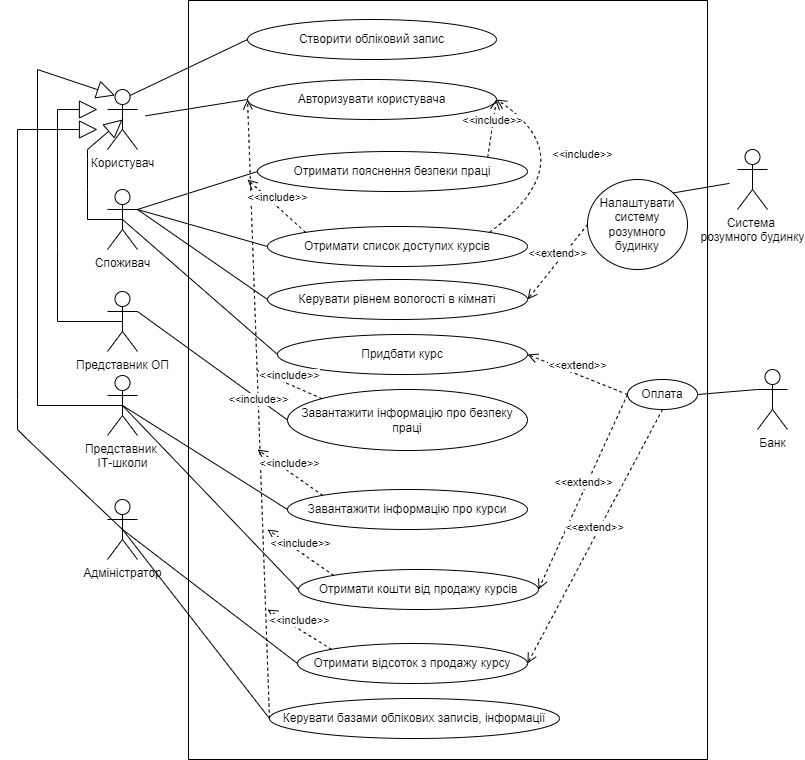 Створити обліковий запис
Авторизувати користувача
<<include>>
<<include>>
Користувач
Отримати пояснення безпеки праці
<<include>>
Налаштувати
систему
розумного
будинку
Система
розумного будинку
Отримати список доступих курсів
<<extend>>
Споживач
Керувати рівнем вологості в кімнаті
Придбати курс
<<extend>>
Представник ОП
<<include>>
Оплата
<<include>>
Завантажити інформацію про безпеку
праці
Банк
Представник
ІТ-школи
<<include>>
<<extend>>
Завантажити інформацію про курси
<<extend>>
<<include>>
Адміністратор
Отримати кошти від продажу курсів
<<include>>
Отримати відсоток з продажу курсу
Керувати базами облікових записів, інформації